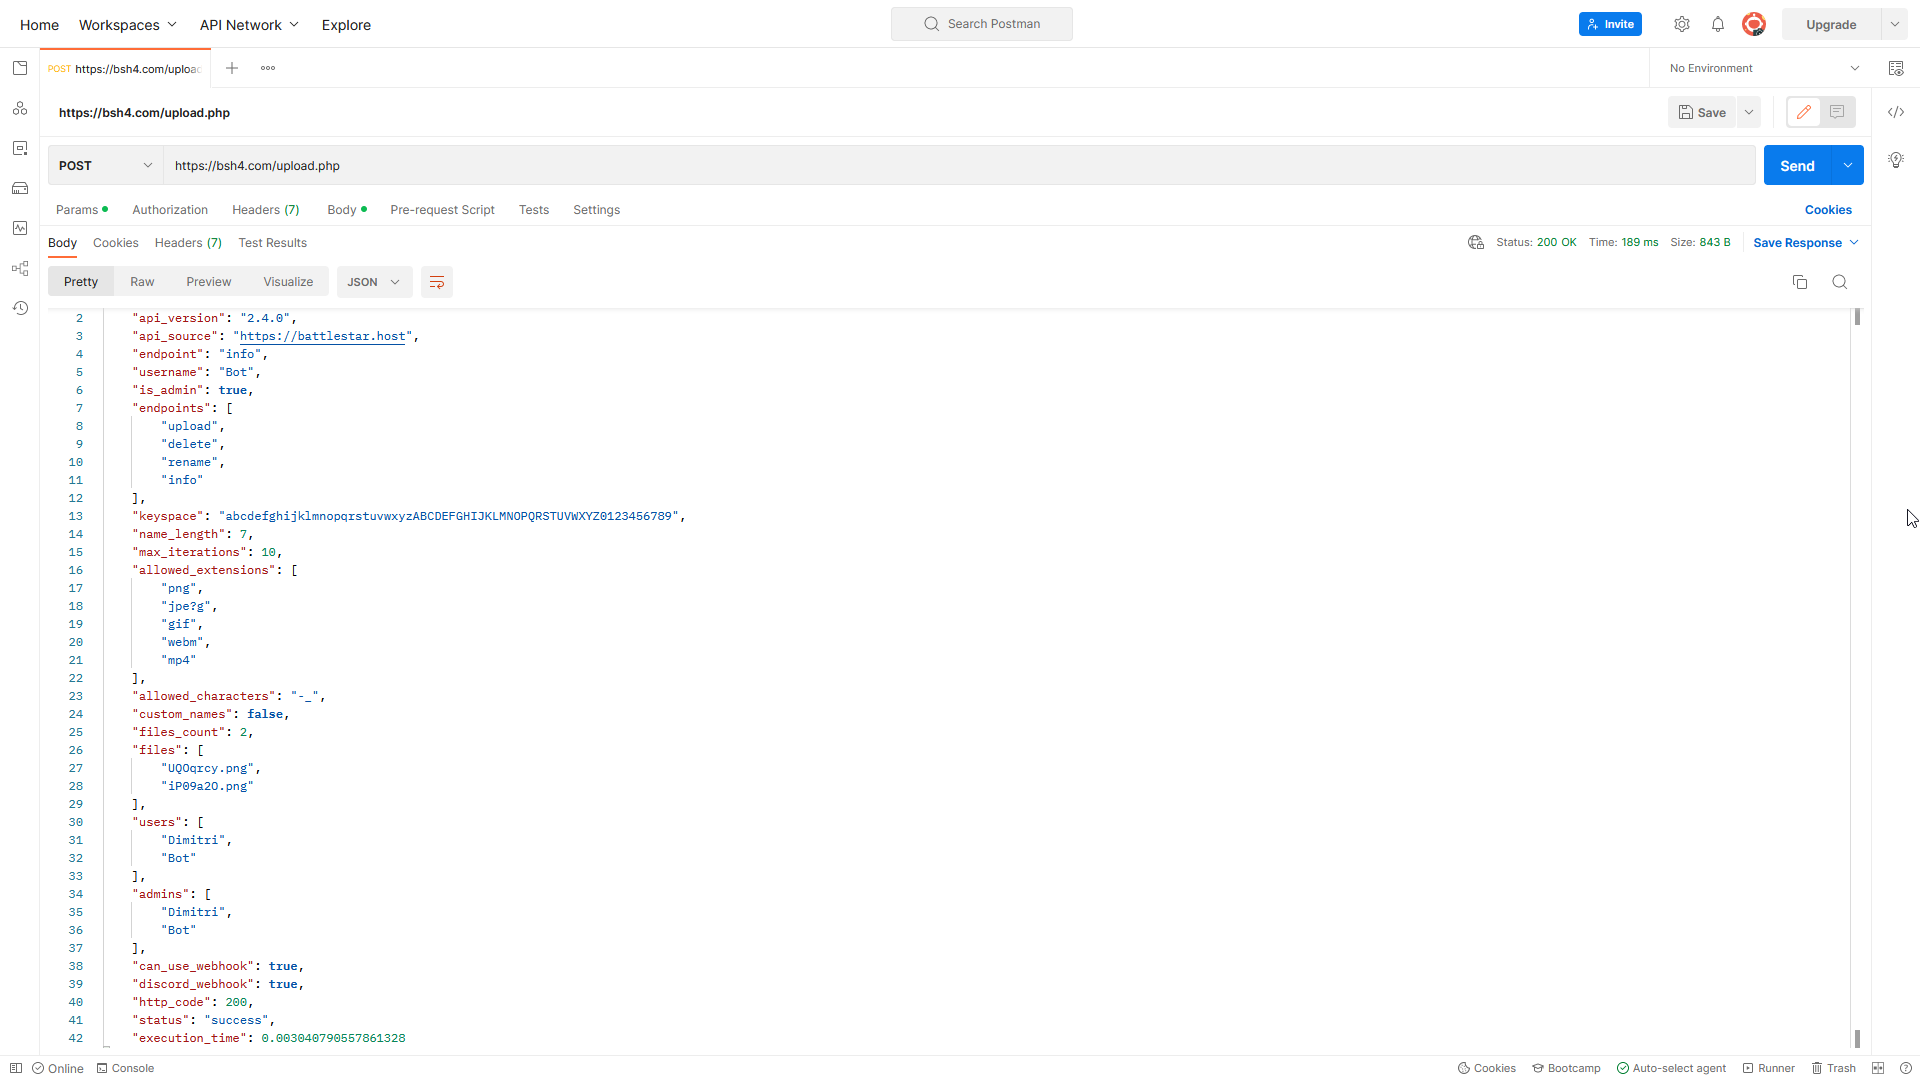 Home Workspaces API Network Explore Search Postman Invite Upgrade
POST https://bsh4.com/uploa No Environment
https://bsh4.com/upload.php Save
POST https://bsh4.com/upload.php Send
Params Authorization Headers (7) Body Pre-request Script Tests Settings Cookies
Body Cookies Headers (7) Test Results Status: 200 OK Time: 189 ms Size: 843 B Save Response
Pretty Raw Preview Visualize JSON
2 "api_version": "2.4.0",
3 "api_source": "https://battlestar.host",
4 "endpoint": "info",
5 "username": "Bot",
6 "is_admin": true,
7 "endpoints": [
8 "upload",
9 "delete",
10 "rename",
11 "info"
12 ],
13 "keyspace": "abcdefghijklmnopqrstuvwxyzABCDEFGHIJKLMNOPQRSTUVWXYZ0123456789",
14 "name_length": 7,
15 "max_iterations": 10,
16 "allowed_extensions": [
17 "png",
18 "jpe?g",
19 "gif",
20 "webm",
21 "mp4"
22 ],
23 "allowed_characters": "-_",
24 "custom_names": false,
25 "files_count": 2,
26 "files": [
27 "UQOqrcy.png",
28 "iP09a2O.png"
29 ],
30 "users": [
31 "Dimitri",
32 "Bot"
33 ],
34 "admins": [
35 "Dimitri",
36 "Bot"
37 ],
38 "can_use_webhook": true,
39 "discord_webhook": true,
40 "http_code": 200,
41 "status": "success",
42 "execution_time": 0.003040790557861328
Online Console Cookies Bootcamp Auto-select agent Runner Trash